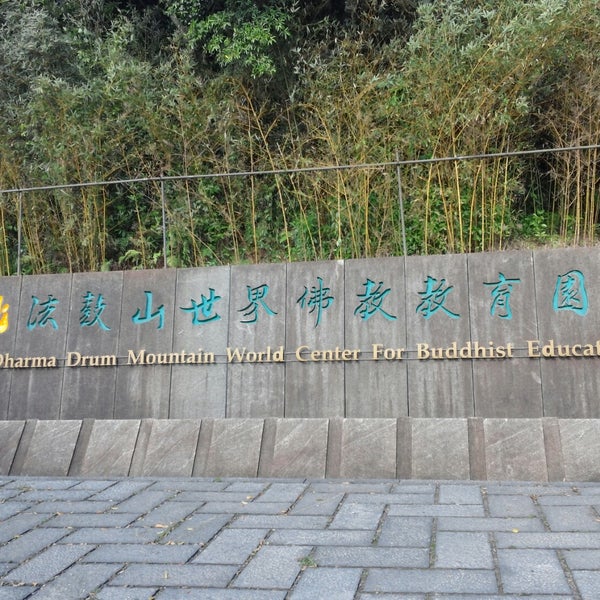 法鼓山世界佛教教育園
Dharma Drum Mountain World Center For Buddhist Educat